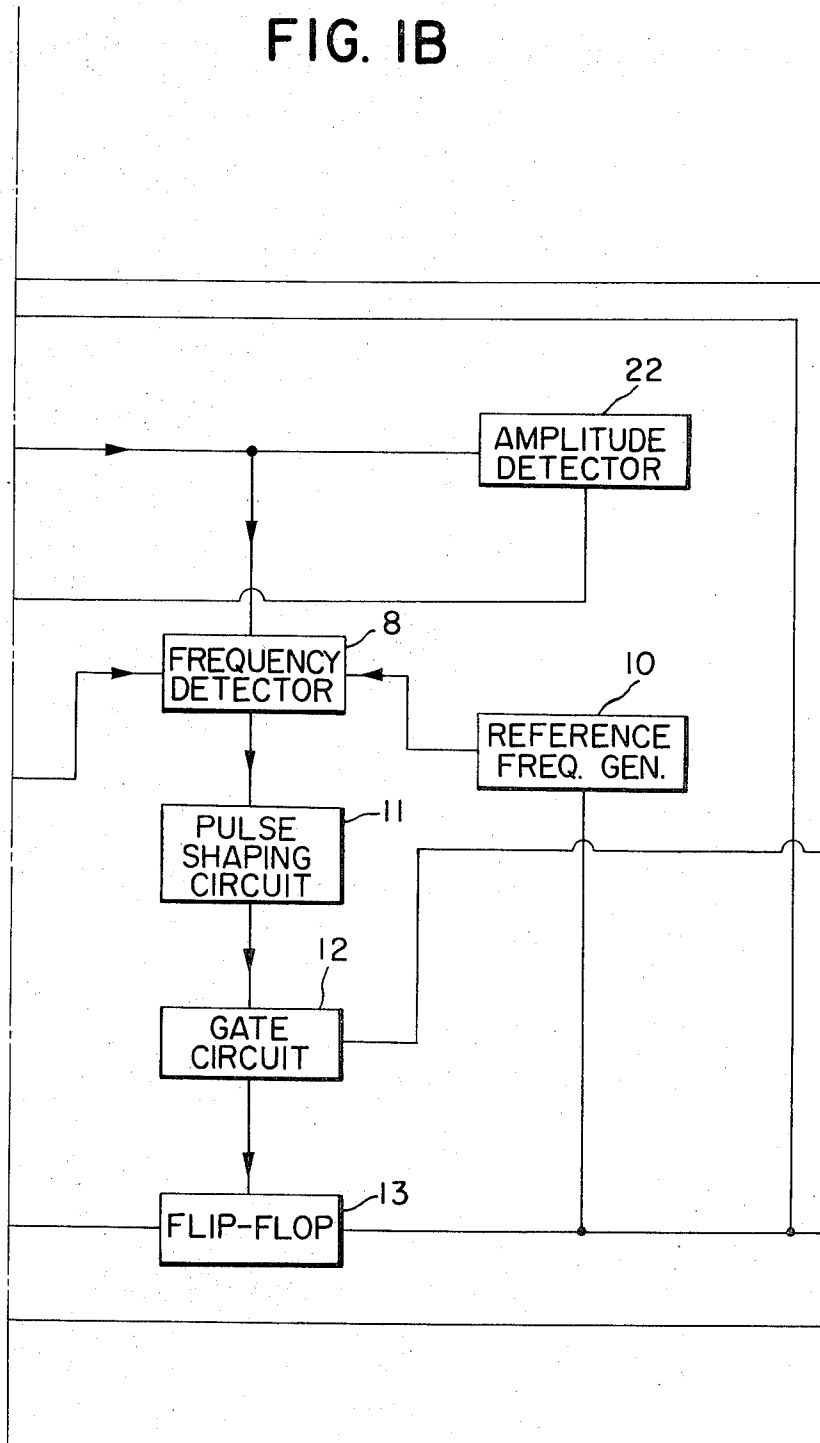 FIG. 1B
22
AMPLITUDE
DETECTOR
8
FREQUENCY
DETECTOR
10
REFERENCE
FREQ. GEN.
11
PULSE
SHAPING
CIRCUIT
12
GATE
CIRCUIT
13
FLIP-FLOP